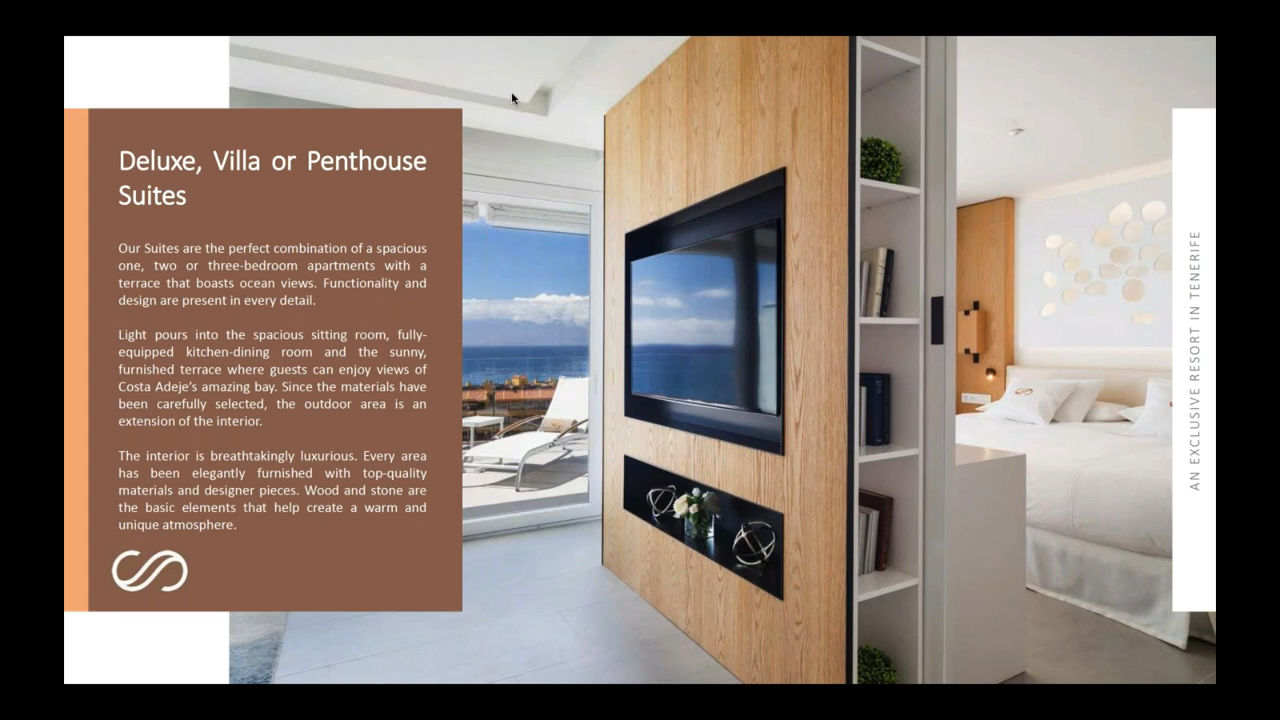 Deluxe, Villa or Penthouse
Suites
Our Suites are the perfect combination of a spacious
one, two or three-bedroom apartments with a
terrace that boasts ocean views. Functionality and
design are present in every detail.
Light pours into the spacious sitting room, fully-
equipped kitchen-dining room and the sunny,
furnished terrace where guests can enjoy views of
Costa Adeje’s amazing bay. Since the materials have
been carefully selected, the outdoor area is an
extension of the interior.
The interior is breathtakingly luxurious. Every area
has been elegantly furnished with top-quality
materials and designer pieces. Wood and stone are
the basic elements that help create a warm and
unique atmosphere.
AN EXCLUSIVE RESORT IN TENERIFE